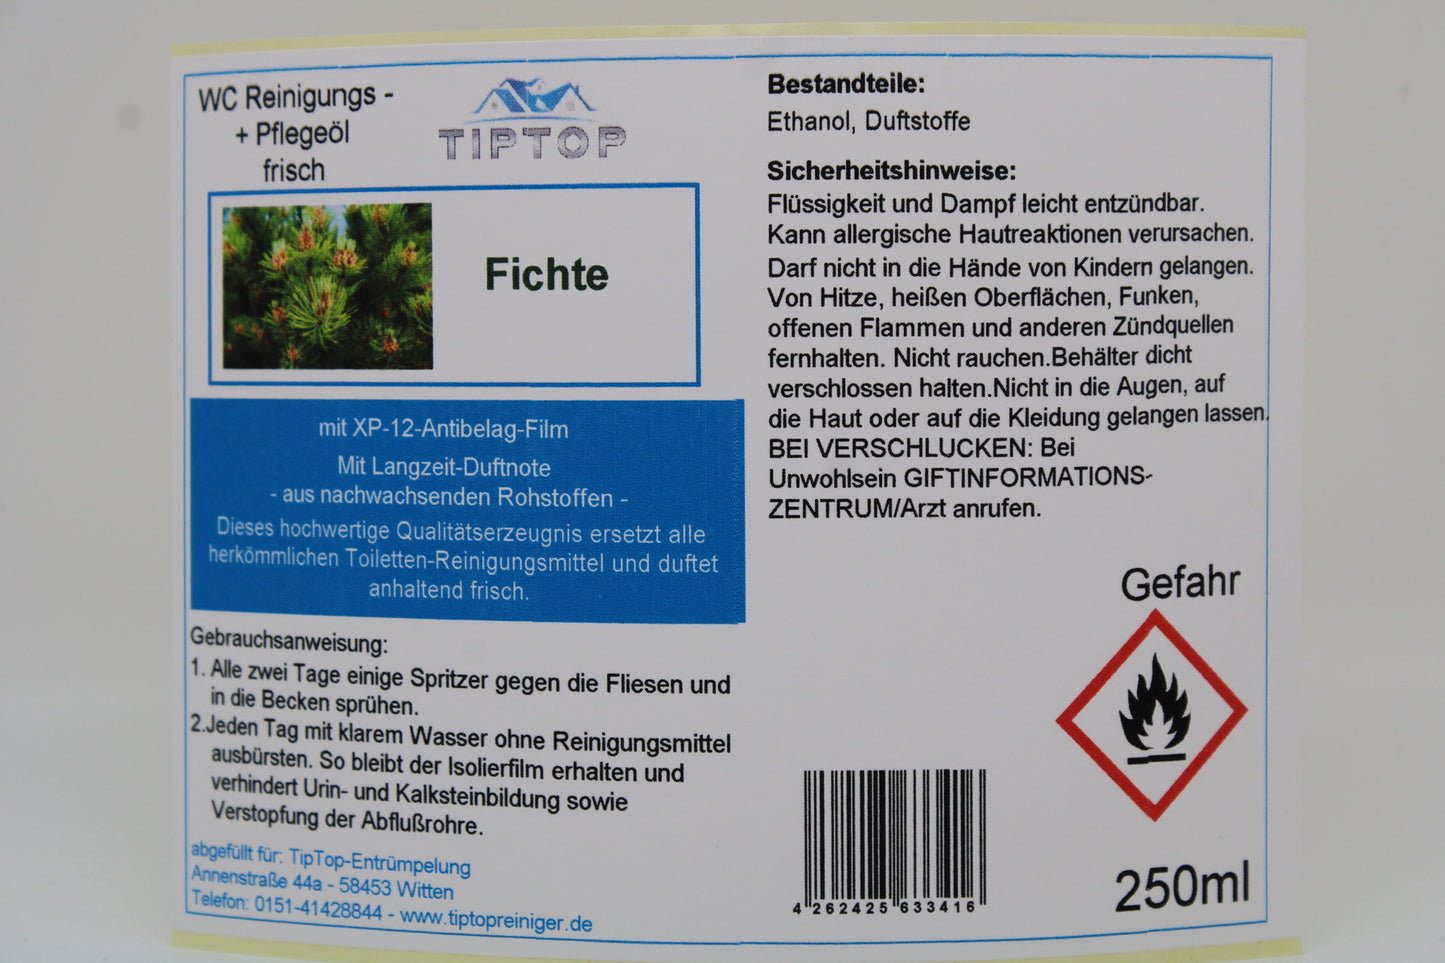 WC Reinigungs -
+ Pflegeöl
frisch
TIPTOP
Fichte
mit XP-12-Antibelag-Film
Mit Langzeit-Duftnote
- aus nachwachsenden Rohstoffen -
Dieses hochwertige Qualitätserzeugnis ersetzt alle
herkömmlichen Toiletten-Reinigungsmittel und duftet
anhaltend frisch.
Gebrauchsanweisung:
1. Alle zwei Tage einige Spritzer gegen die Fliesen und
in die Becken sprühen.
2.Jeden Tag mit klarem Wasser ohne Reinigungsmittel
ausbürsten. So bleibt der Isolierfilm erhalten und
verhindert Urin- und Kalksteinbildung sowie
Verstopfung der Abflußrohre.
abgefüllt für: TipTop-Entrümpelung
Annenstraße 44a - 58453 Witten
Telefon: 0151-41428844 - www.tiptopreiniger.de
Bestandteile:
Ethanol, Duftstoffe
Sicherheitshinweise:
Flüssigkeit und Dampf leicht entzündbar.
Kann allergische Hautreaktionen verursachen.
Darf nicht in die Hände von Kindern gelangen.
Von Hitze, heißen Oberflächen, Funken,
offenen Flammen und anderen Zündquellen
fernhalten. Nicht rauchen.Behälter dicht
verschlossen halten.Nicht in die Augen, auf
die Haut oder auf die Kleidung gelangen lassen.
BEI VERSCHLUCKEN: Bei
Unwohlsein GIFTINFORMATIONS-
ZENTRUM/Arzt anrufen.
Gefahr
4 262425 633416
250ml